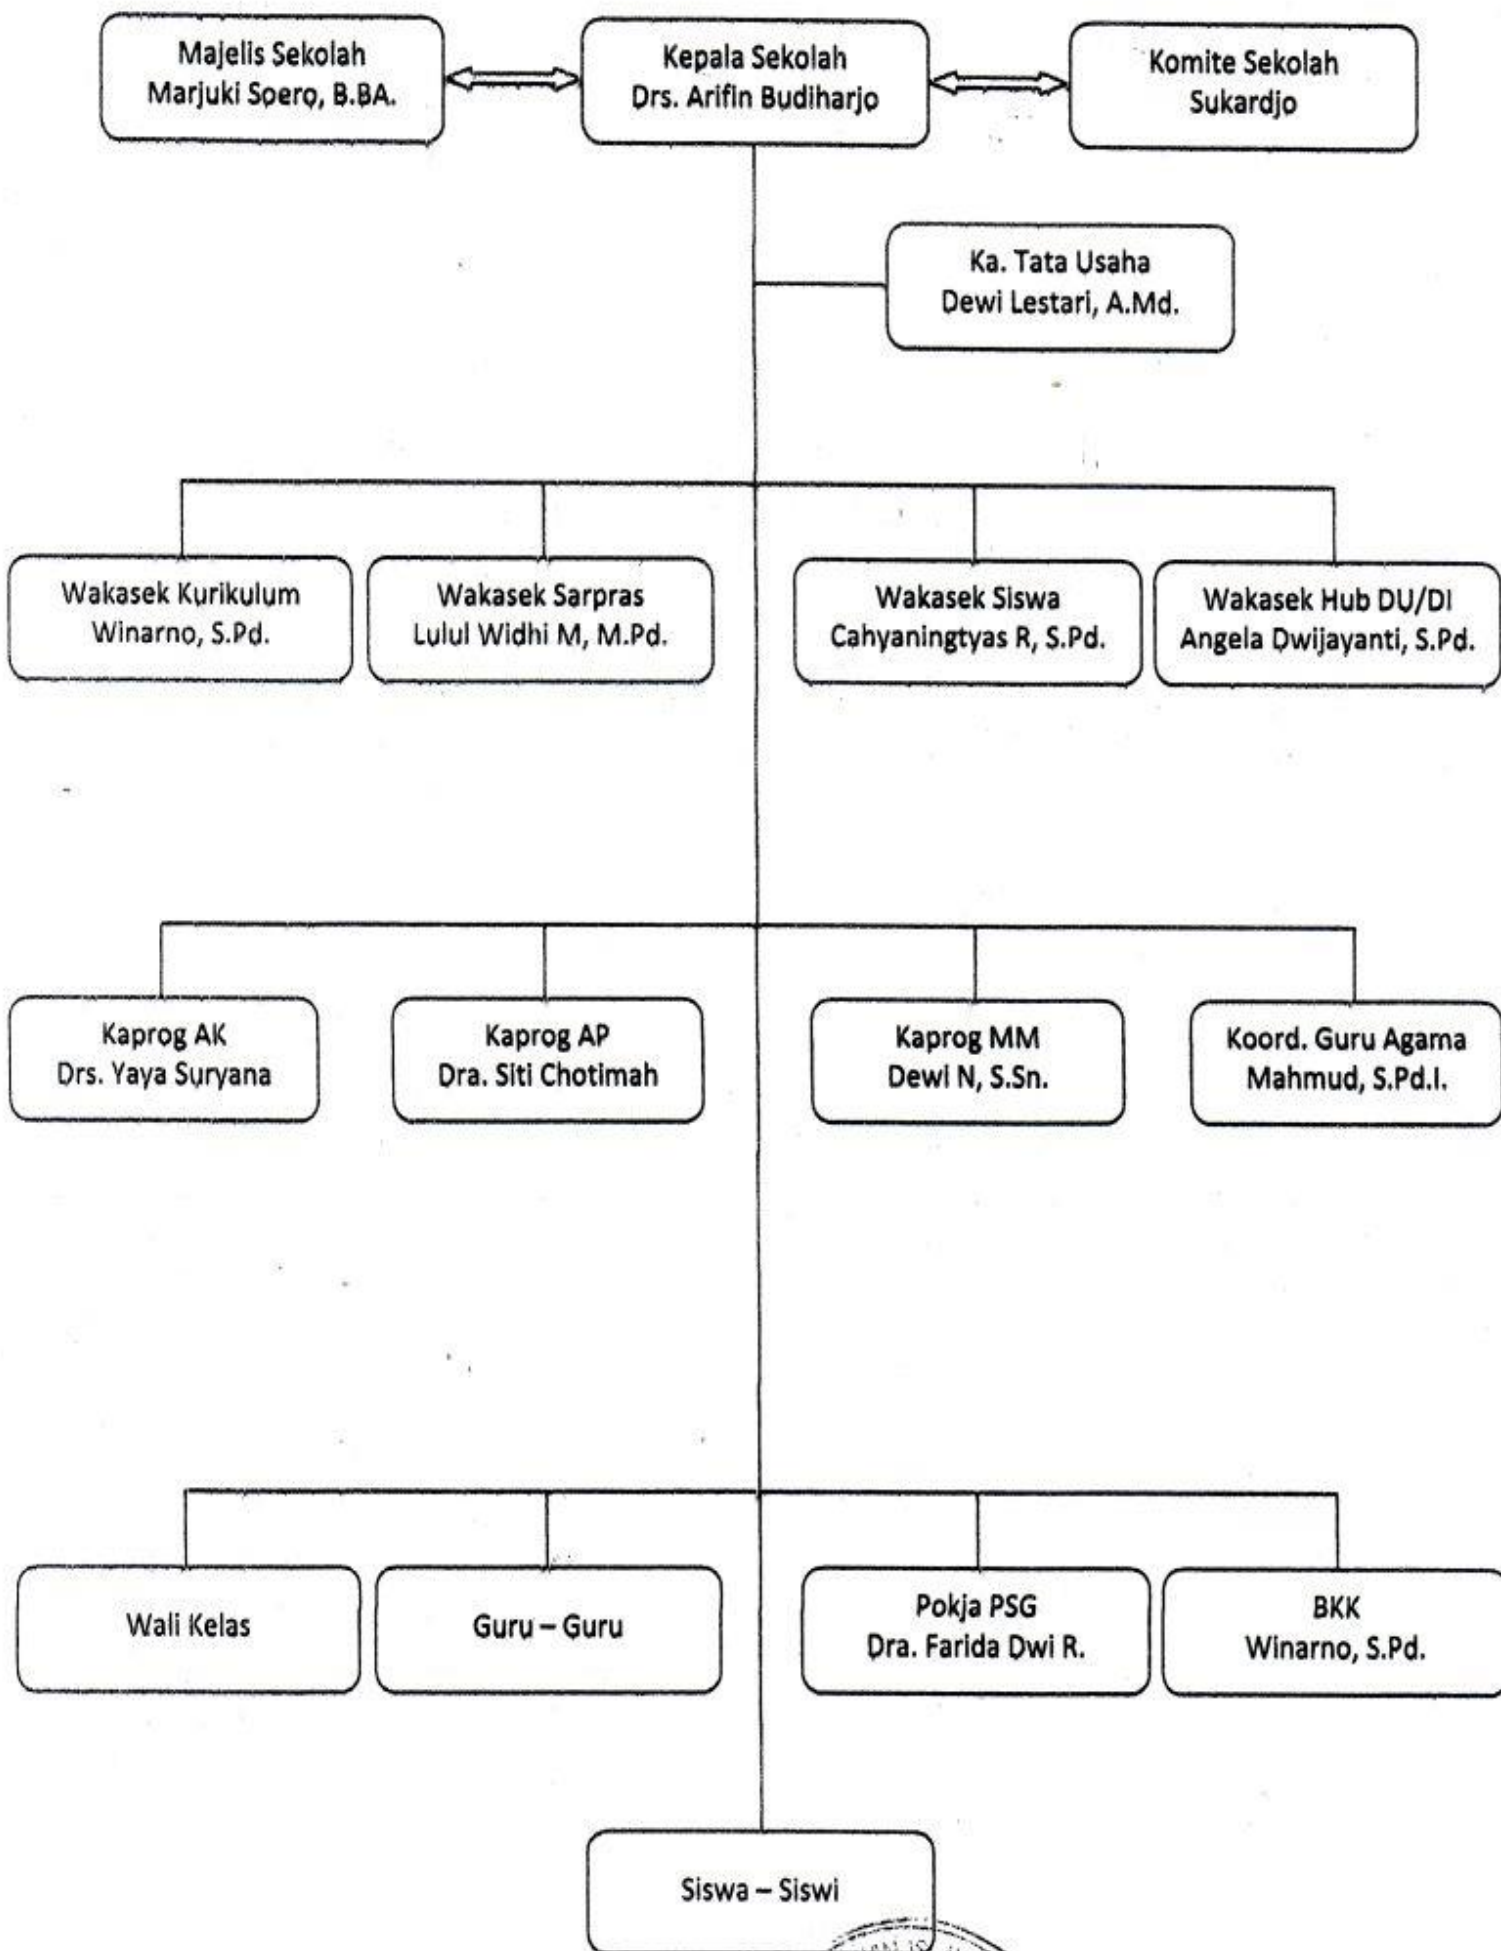 Majelis Sekolah
Marjuki Soero, B.BA.
Kepala Sekolah
Drs. Arifin Budiharjo
Komite Sekolah
Sukardjo
Ka. Tata Usaha
Dewi Lestari, A.Md.
Wakasek Kurikulum
Winarno, S.Pd.
Wakasek Sarpras
Lulul Widhi M, M.Pd.
Wakasek Siswa
Cahyaningtyas R, S.Pd.
Wakasek Hub DU/DI
Angela Dwijayanti, S.Pd.
Kaprog AK
Drs. Yaya Suryana
Kaprog AP
Dra. Siti Chotimah
Kaprog MM
Dewi N, S.Sn.
Koord. Guru Agama
Mahmud, S.Pd.I.
Wali Kelas
Guru – Guru
Pokja PSG
Dra. Farida Dwi R.
BKK
Winarno, S.Pd.
Siswa – Siswi